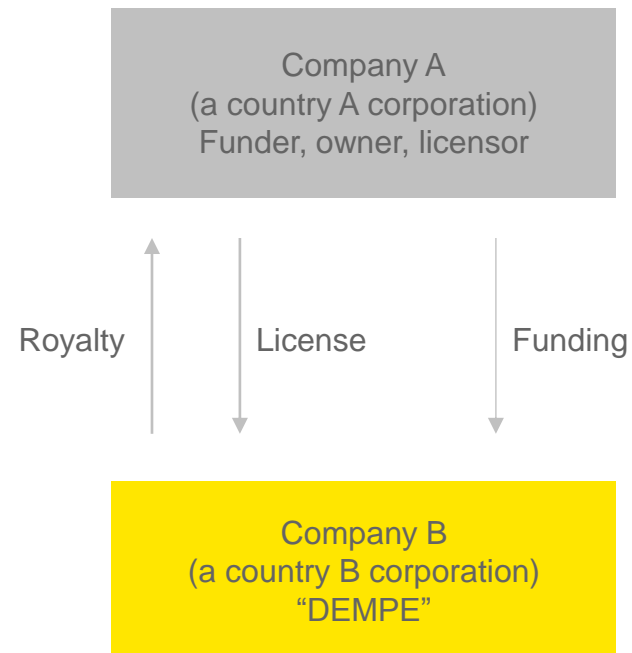 Company A
(a country A corporation)
Funder, owner, licensor
Royalty
License
Funding
Company B
(a country B corporation)
“DEMPE”